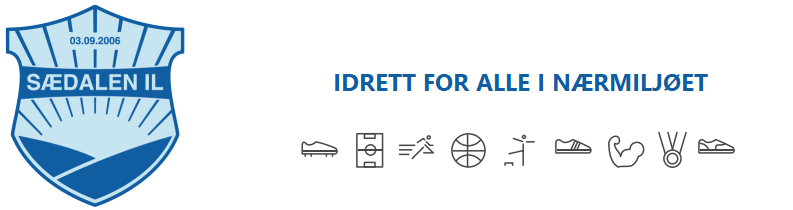 03.09.2006
SÆDALEN IL
IDRETT FOR ALLE I NÆRMILJØET